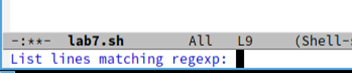 -:**-  lab7.sh        All   L9     (Shell-s
List lines matching regexp: